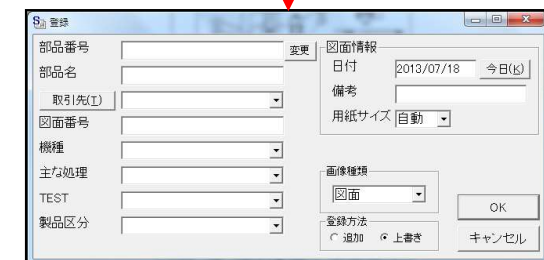 登録
部品番号 変更
部品名
取引先(T)
図面番号
機種
主な処理
TEST
製品区分
図面情報
日付 2013/07/18 今日(K)
備考
用紙サイズ 自動
画像種類
図面
登録方法
追加 上書き
OK
キャンセル